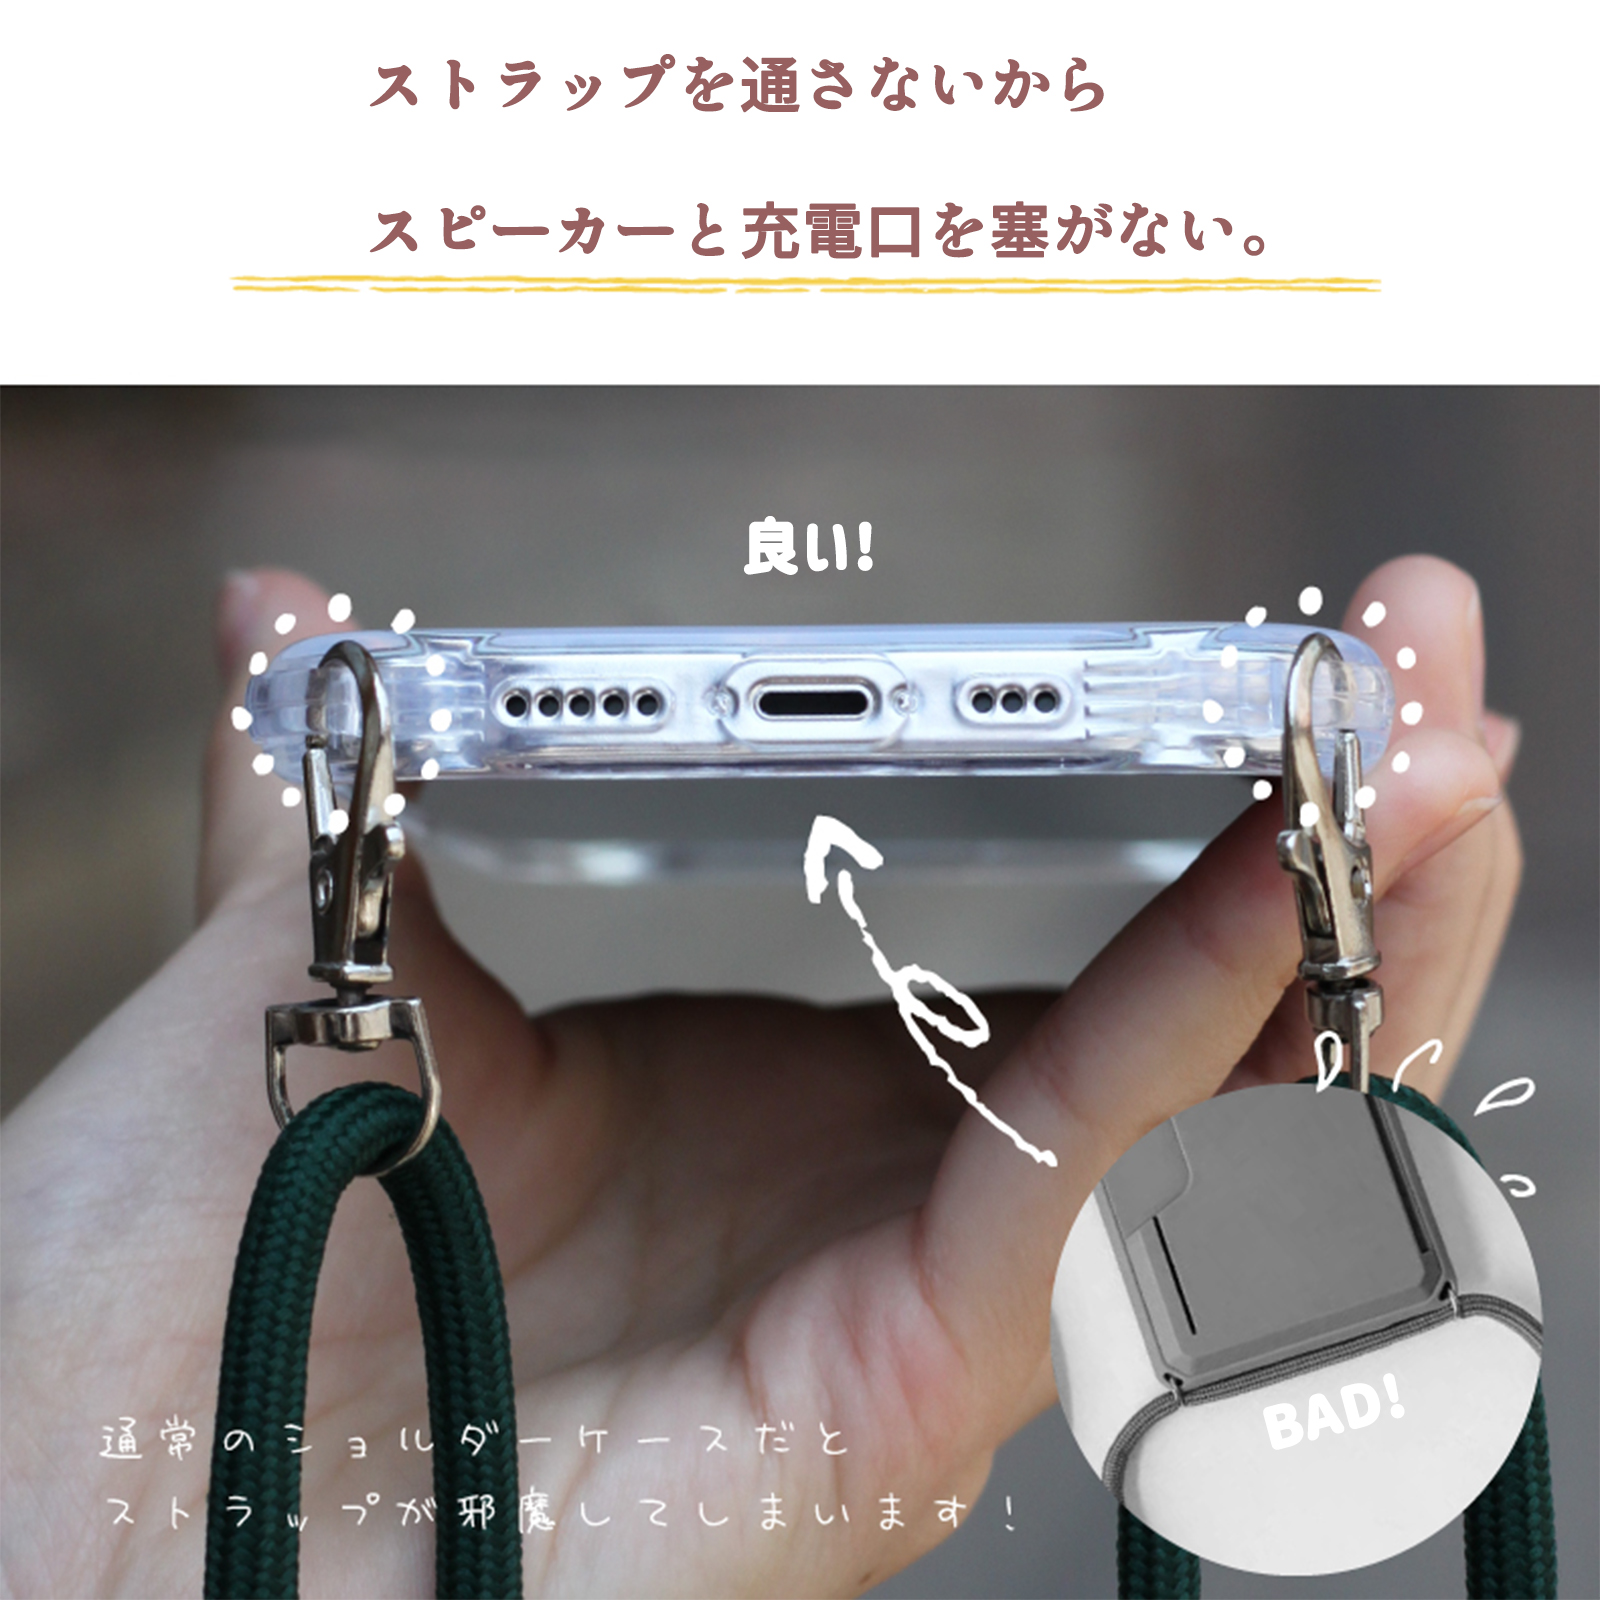 ストラップを通さないから
スピーカーと充電口を塞がない。
良い!
BAD!
通常のショルダーケースだと
ストラップが邪魔してしまいます!